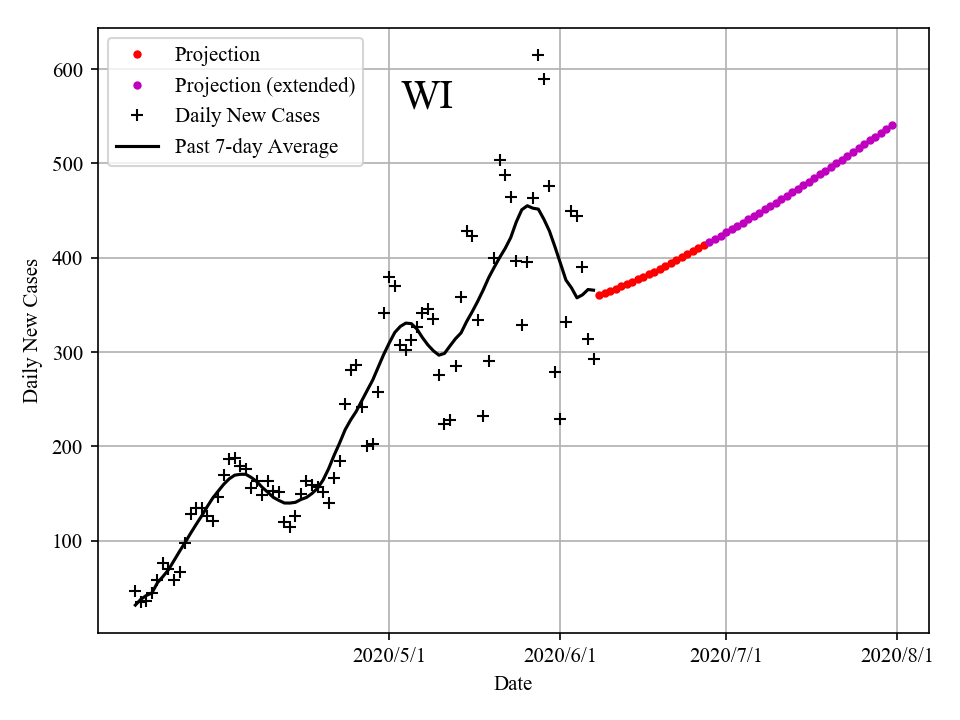 Projection
Projection (extended)
Daily New Cases
Past 7-day Average
WI
600
500
400
300
200
100
Daily New Cases
2020/5/1 2020/6/1 2020/7/1 2020/8/1
Date